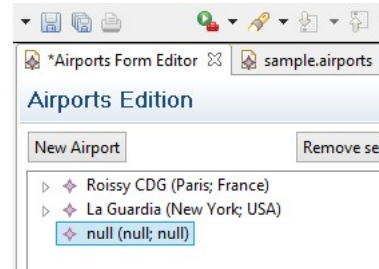 *Airports Form Editor
sample.airports
Airports Edition
New Airport
Remove se
Roissy CDG (Paris; France)
La Guardia (New York; USA)
null (null; null)